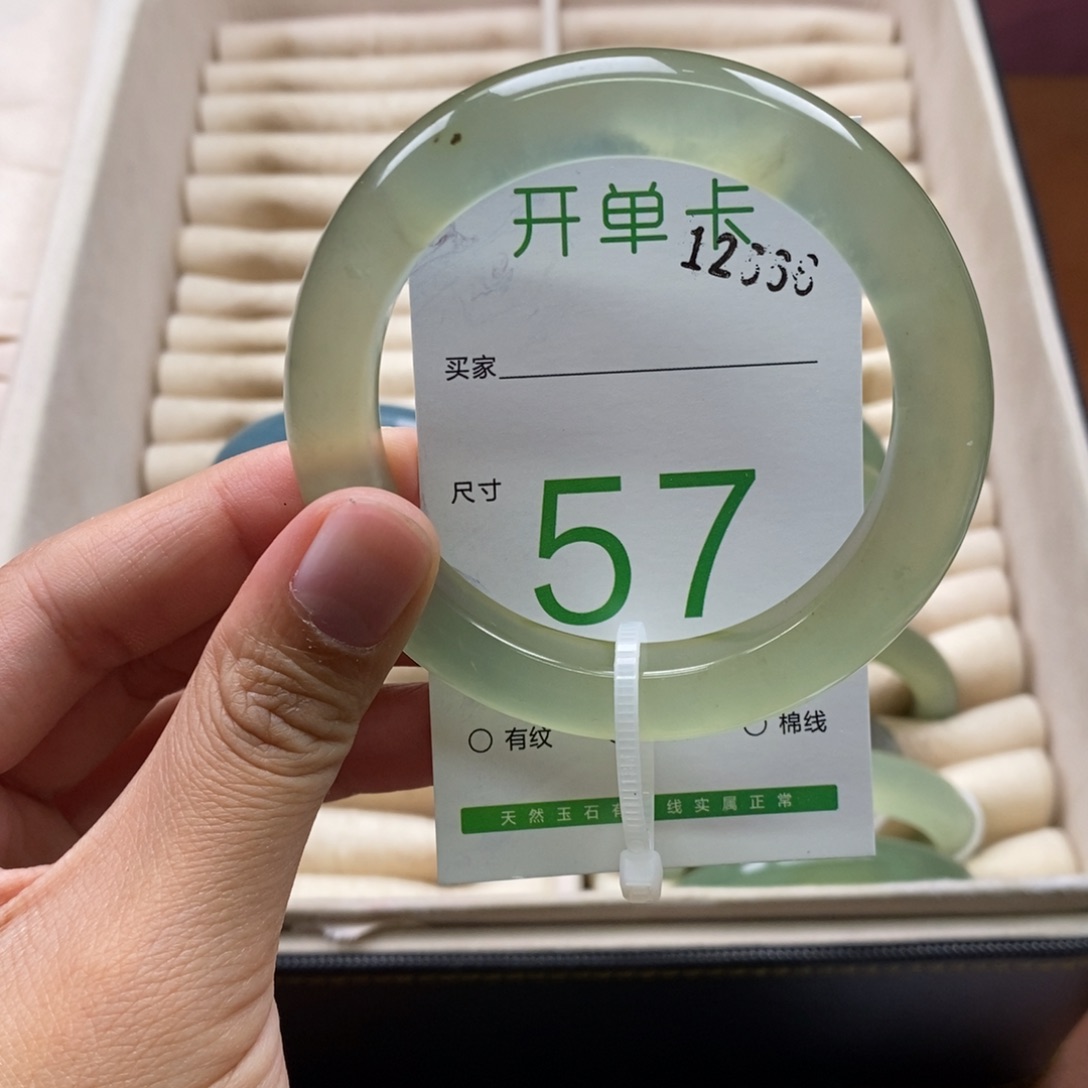 开单卡
买家
尺寸 57
有纹 棉线
天然玉石有 线实属正常